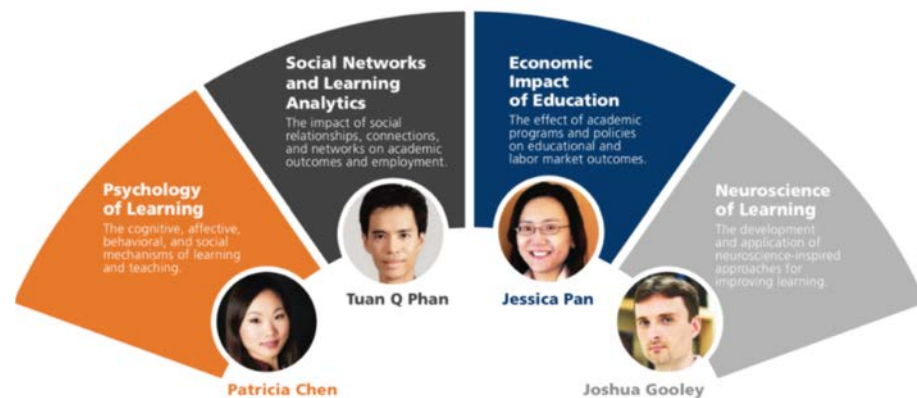 Psychology
of Learning
The cognitive, affective,
behavioral, and social
mechanisms of learning
and teaching.
Patricia Chen
Social Networks
and Learning
Analytics
The impact of social
relationships, connections,
and networks on academic
outcomes and employment.
Tuan Q Phan
Economic
Impact
of Education
The effect of academic
programs and policies
on educational and
labor market outcomes.
Jessica Pan
Neuroscience
of Learning
The development
and application of
neuroscience-inspired
approaches for
improving learning.
Joshua Gooley